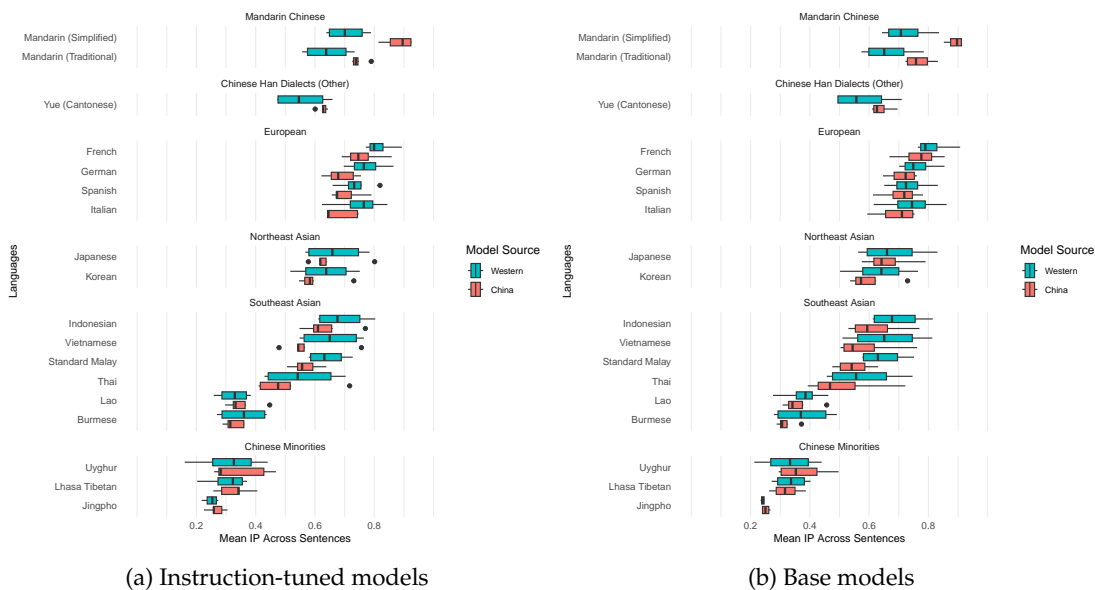 Mandarin Chinese
Mandarin (Simplified)
Mandarin (Traditional)
Chinese Han Dialects (Other)
Yue (Cantonese)
European
French
German
Spanish
Italian
Northeast Asian
Japanese
Korean
Southeast Asian
Indonesian
Vietnamese
Standard Malay
Thai
Lao
Burmese
Chinese Minorities
Uyghur
Lhasa Tibetan
Jingpho
0.2 0.4 0.6 0.8
Mean IP Across Sentences
Languages
Model Source
Western
China
(a) Instruction-tuned models
Mandarin Chinese
Mandarin (Simplified)
Mandarin (Traditional)
Chinese Han Dialects (Other)
Yue (Cantonese)
European
French
German
Spanish
Italian
Northeast Asian
Japanese
Korean
Southeast Asian
Indonesian
Vietnamese
Standard Malay
Thai
Lao
Burmese
Chinese Minorities
Uyghur
Lhasa Tibetan
Jingpho
0.2 0.4 0.6 0.8
Mean IP Across Sentences
Languages
Model Source
Western
China
(b) Base models